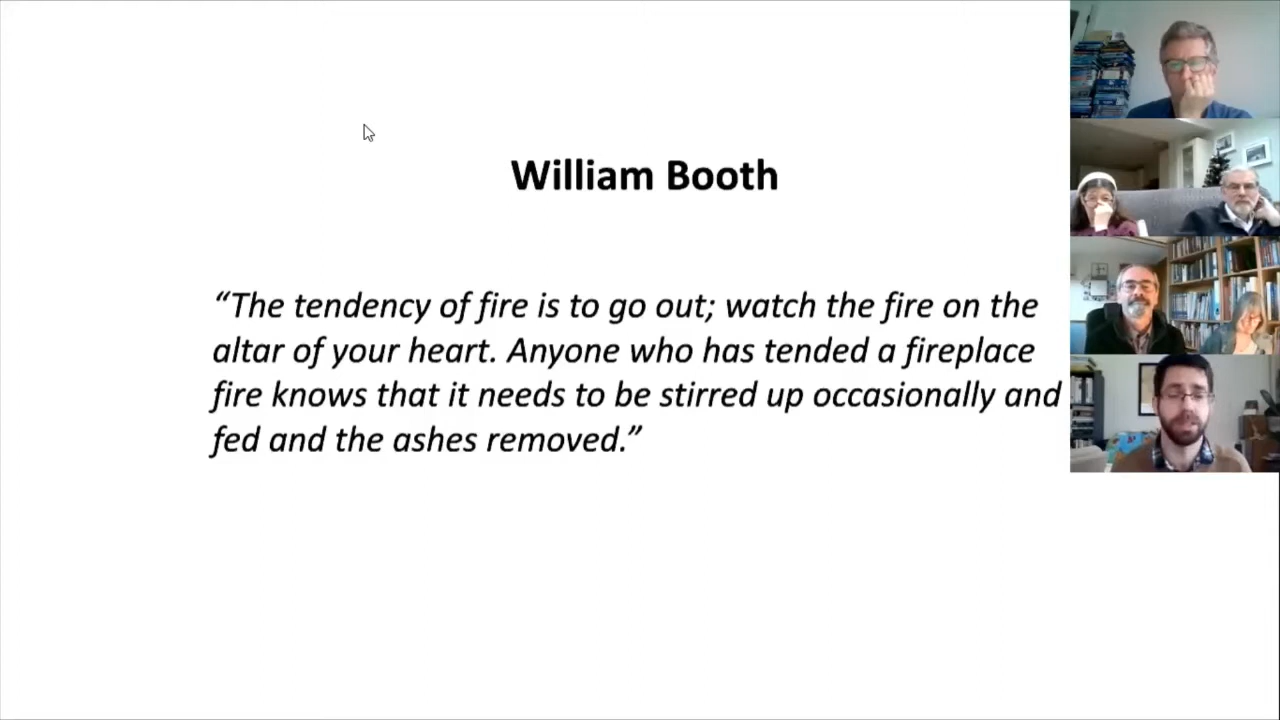 William Booth
“The tendency of fire is to go out; watch the fire on the
altar of your heart. Anyone who has tended a fireplace
fire knows that it needs to be stirred up occasionally and
fed and the ashes removed.”